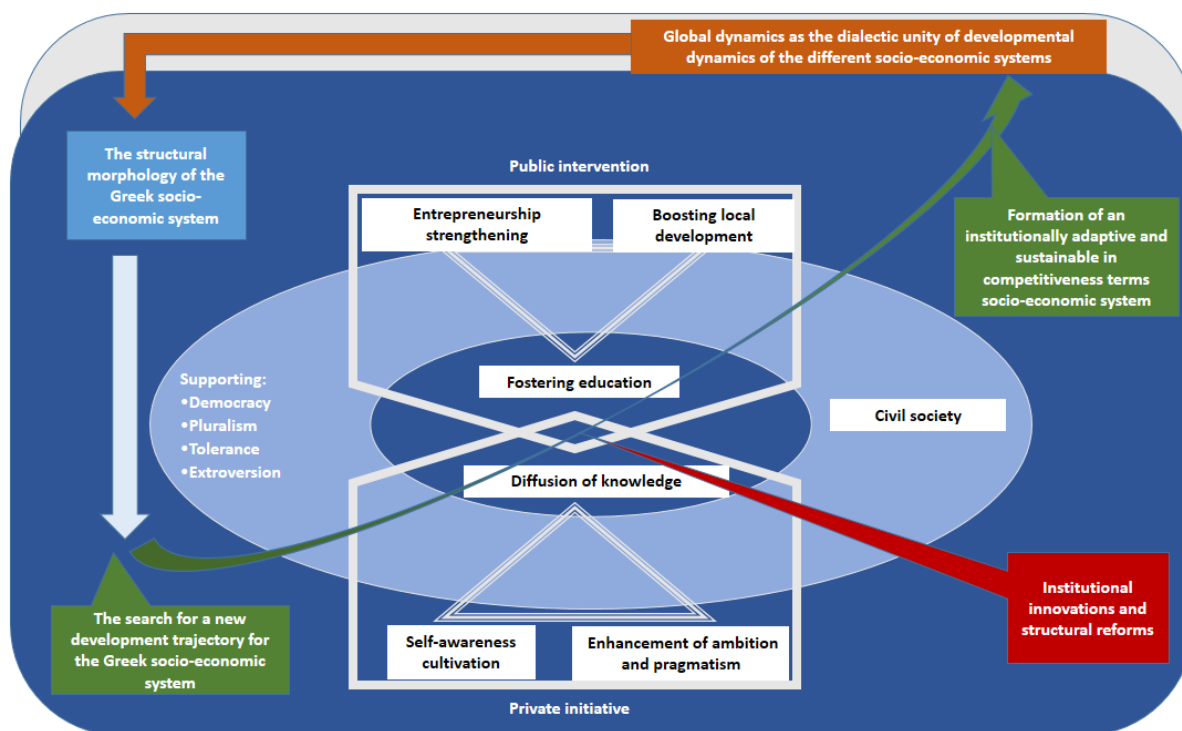 Global dynamics as the dialectic unity of developmental
dynamics of the different socio-economic systems
The structural
morphology of the
Greek socio-
economic system
Public intervention
Entrepreneurship
strengthening
Boosting local
development
Formation of an
institutionally adaptive and
sustainable in
competitiveness terms
socio-economic system
Fostering education
Supporting:
•Democracy
•Pluralism
•Tolerance
•Extroversion
Civil society
Diffusion of knowledge
Institutional
innovations and
structural reforms
The search for a new
development trajectory for
the Greek socio-economic
system
Self-awareness
cultivation
Enhancement of ambition
and pragmatism
Private initiative